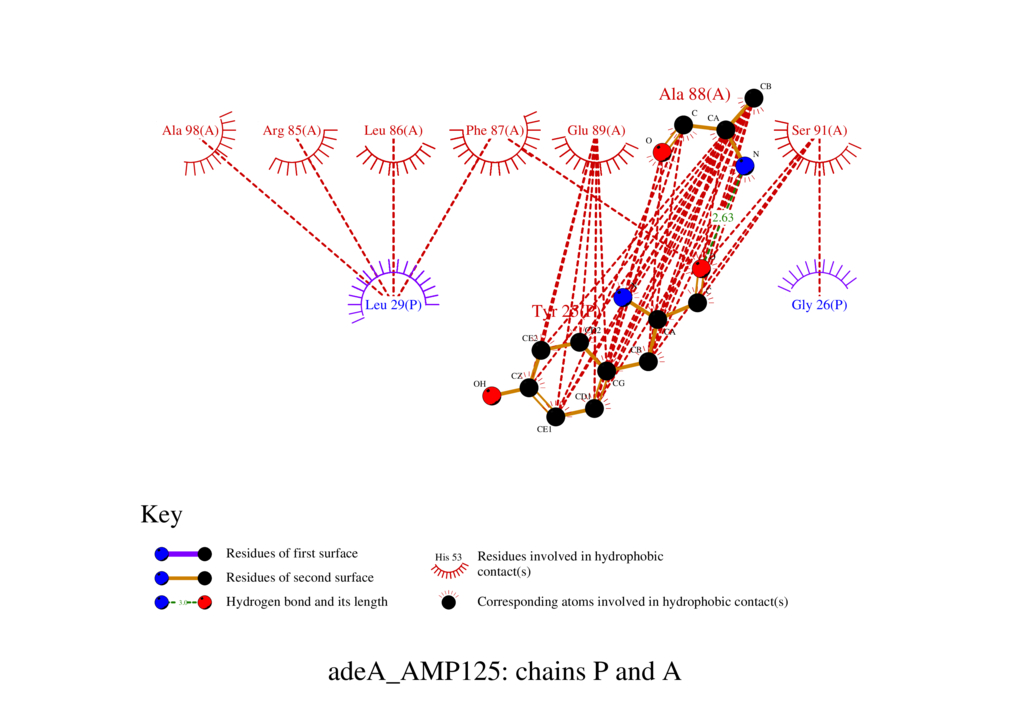 CB
Ala 88(A)
C
CA
Ala 98(A)
Arg 85(A)
Leu 86(A)
Phe 87(A)
Glu 89(A)
Ser 91(A)
O
N
2.63
Leu 29(P)
Gly 26(P)
CA
CE2
CB
CZ
CG
OH
CD1
CE1
Key
Residues of first surface
His 53
Residues involved in hydrophobic
contact(s)
Residues of second surface
3.0
Hydrogen bond and its length
Corresponding atoms involved in hydrophobic contact(s)
adeA_AMP125: chains P and A